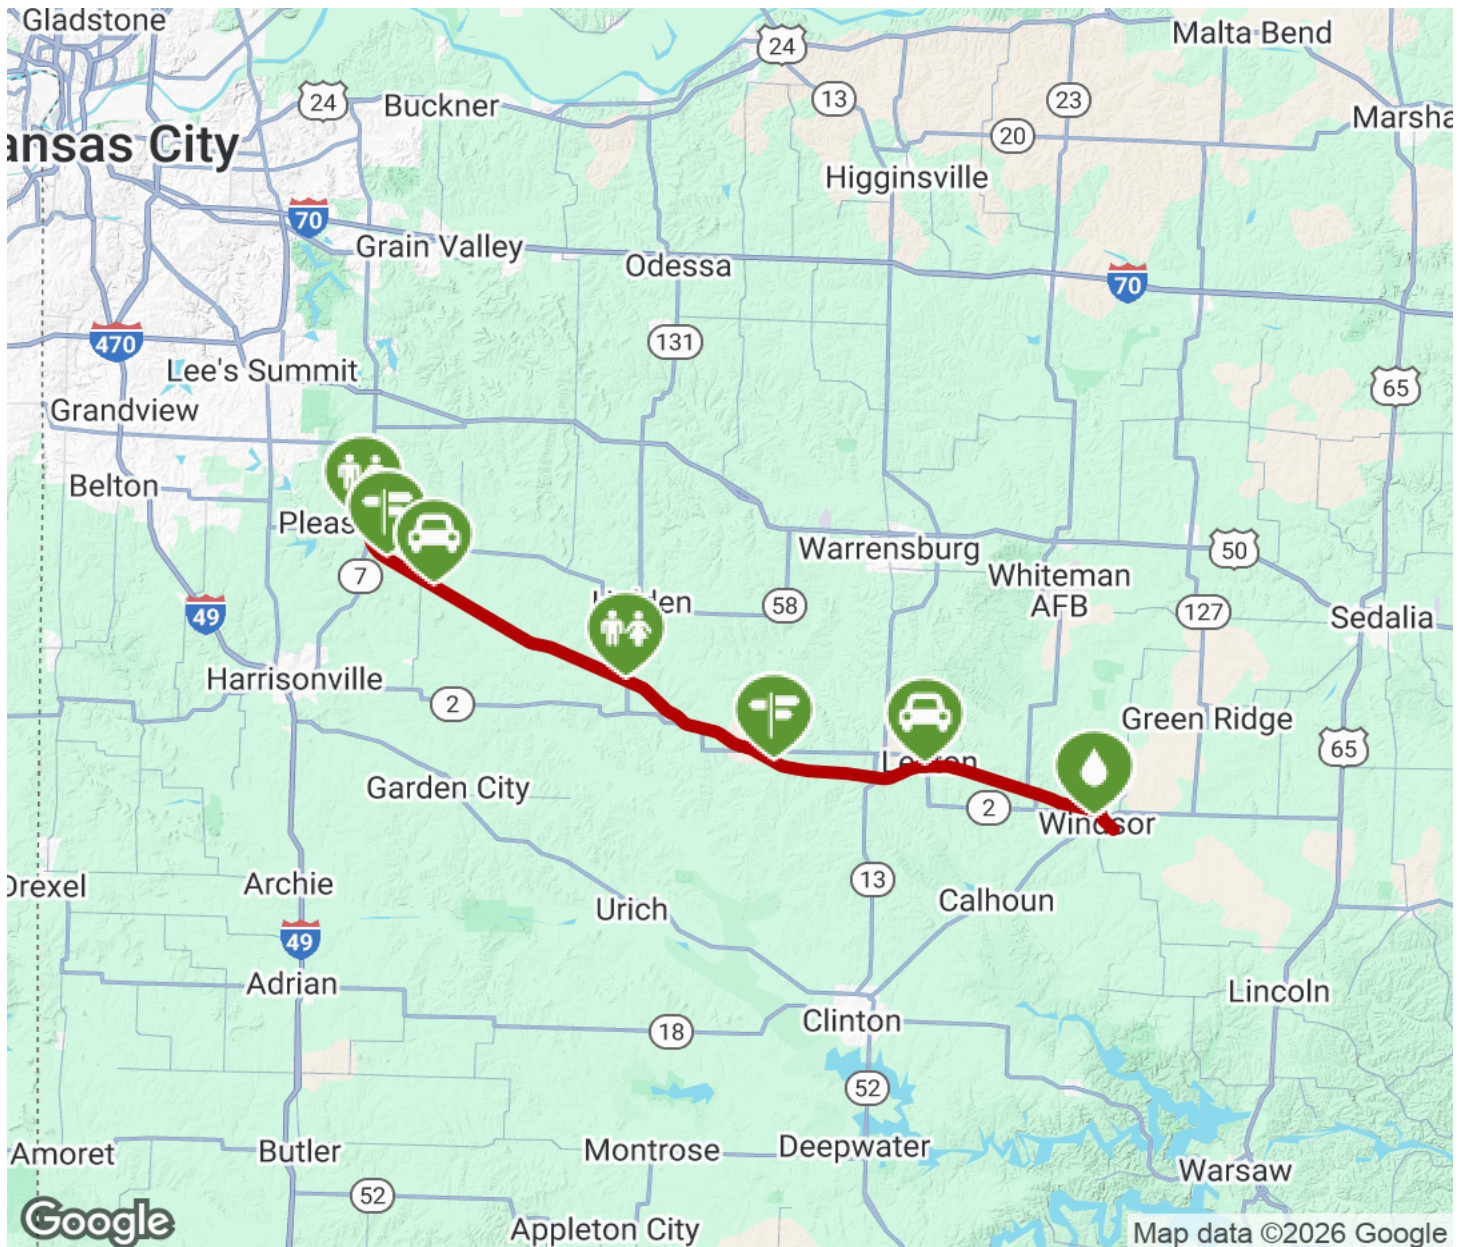 Gladstone
Malta Bend
24
24
13
23
Buckner
Marsha
20
ansas City
Higginsville
70
Grain Valley
Odessa
70
470
131
Lee's Summit
65
Grandview
Belton
Pleas
Warrensburg
50
7
Whiteman
AFB
58
49
127
Sedalia
Harrisonville
2
Green Ridge
65
Garden City
2
Windsor
13
Archie
Drexel
Calhoun
Urich
49
Adrian
Lincoln
Clinton
18
52
Amoret
Butler
Montrose
Deepwater
Warsaw
52
Appleton City
Google
Map data ©2026 Google